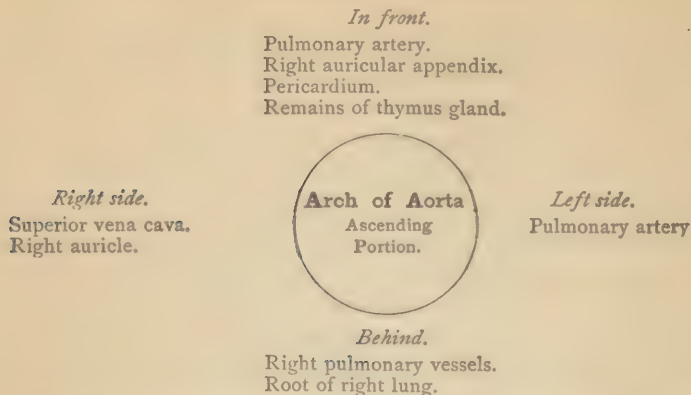 In front.
Pulmonary artery.
Right auricular appendix.
Pericardium.
Remains of thymus gland.
Right side.
Superior vena cava.
Right auricle.
Arch of Aorta
Ascending
Portion.
Left side.
Pulmonary artery
Behind.
Right pulmonary vessels.
Root of right lung.